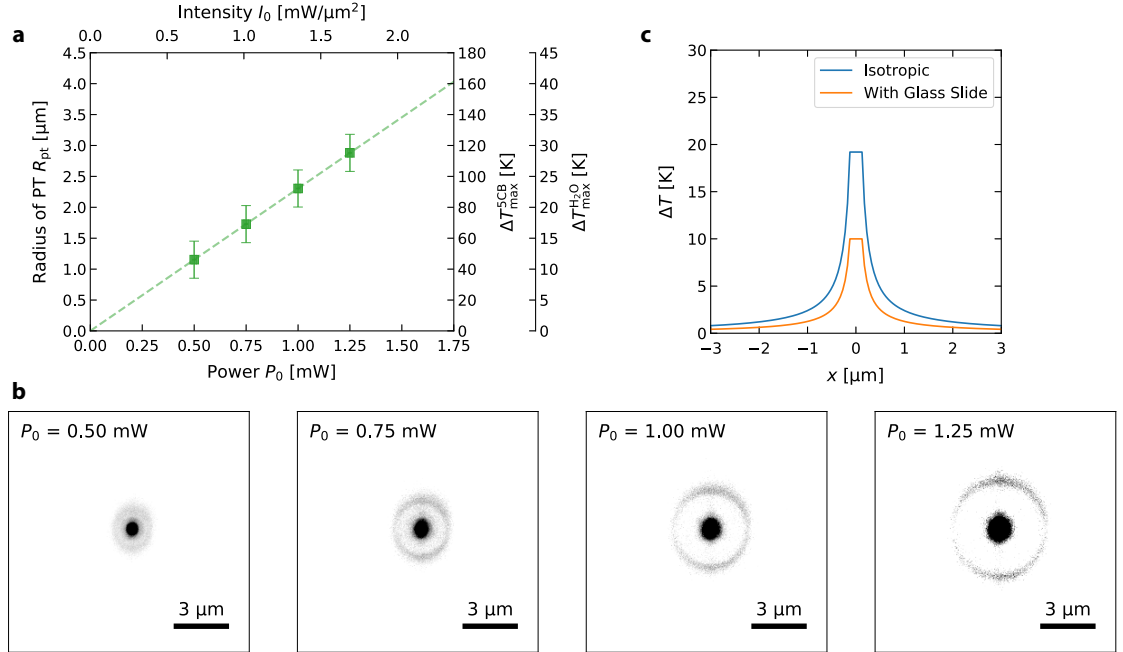 a
Intensity I₀ [mW/µm²]
0.0 0.5 1.0 1.5 2.0
Radius of PT Rₚₜ [µm]
4.5
4.0
3.5
3.0
2.5
2.0
1.5
1.0
0.5
0.0
0.00 0.25 0.50 0.75 1.00 1.25 1.50 1.75
Power P₀ [mW]
180
160
140
120
100
80
60
40
20
0
ΔT⁵ᶜᴮmax [K]
45
40
35
30
25
20
15
10
5
0
ΔTᴴ₂ᴼmax [K]
c
Isotropic
With Glass Slide
ΔT [K]
30
25
20
15
10
5
0
−3 −2 −1 0 1 2 3
x [µm]
b
P₀ = 0.50 mW
3 µm
P₀ = 0.75 mW
3 µm
P₀ = 1.00 mW
3 µm
P₀ = 1.25 mW
3 µm